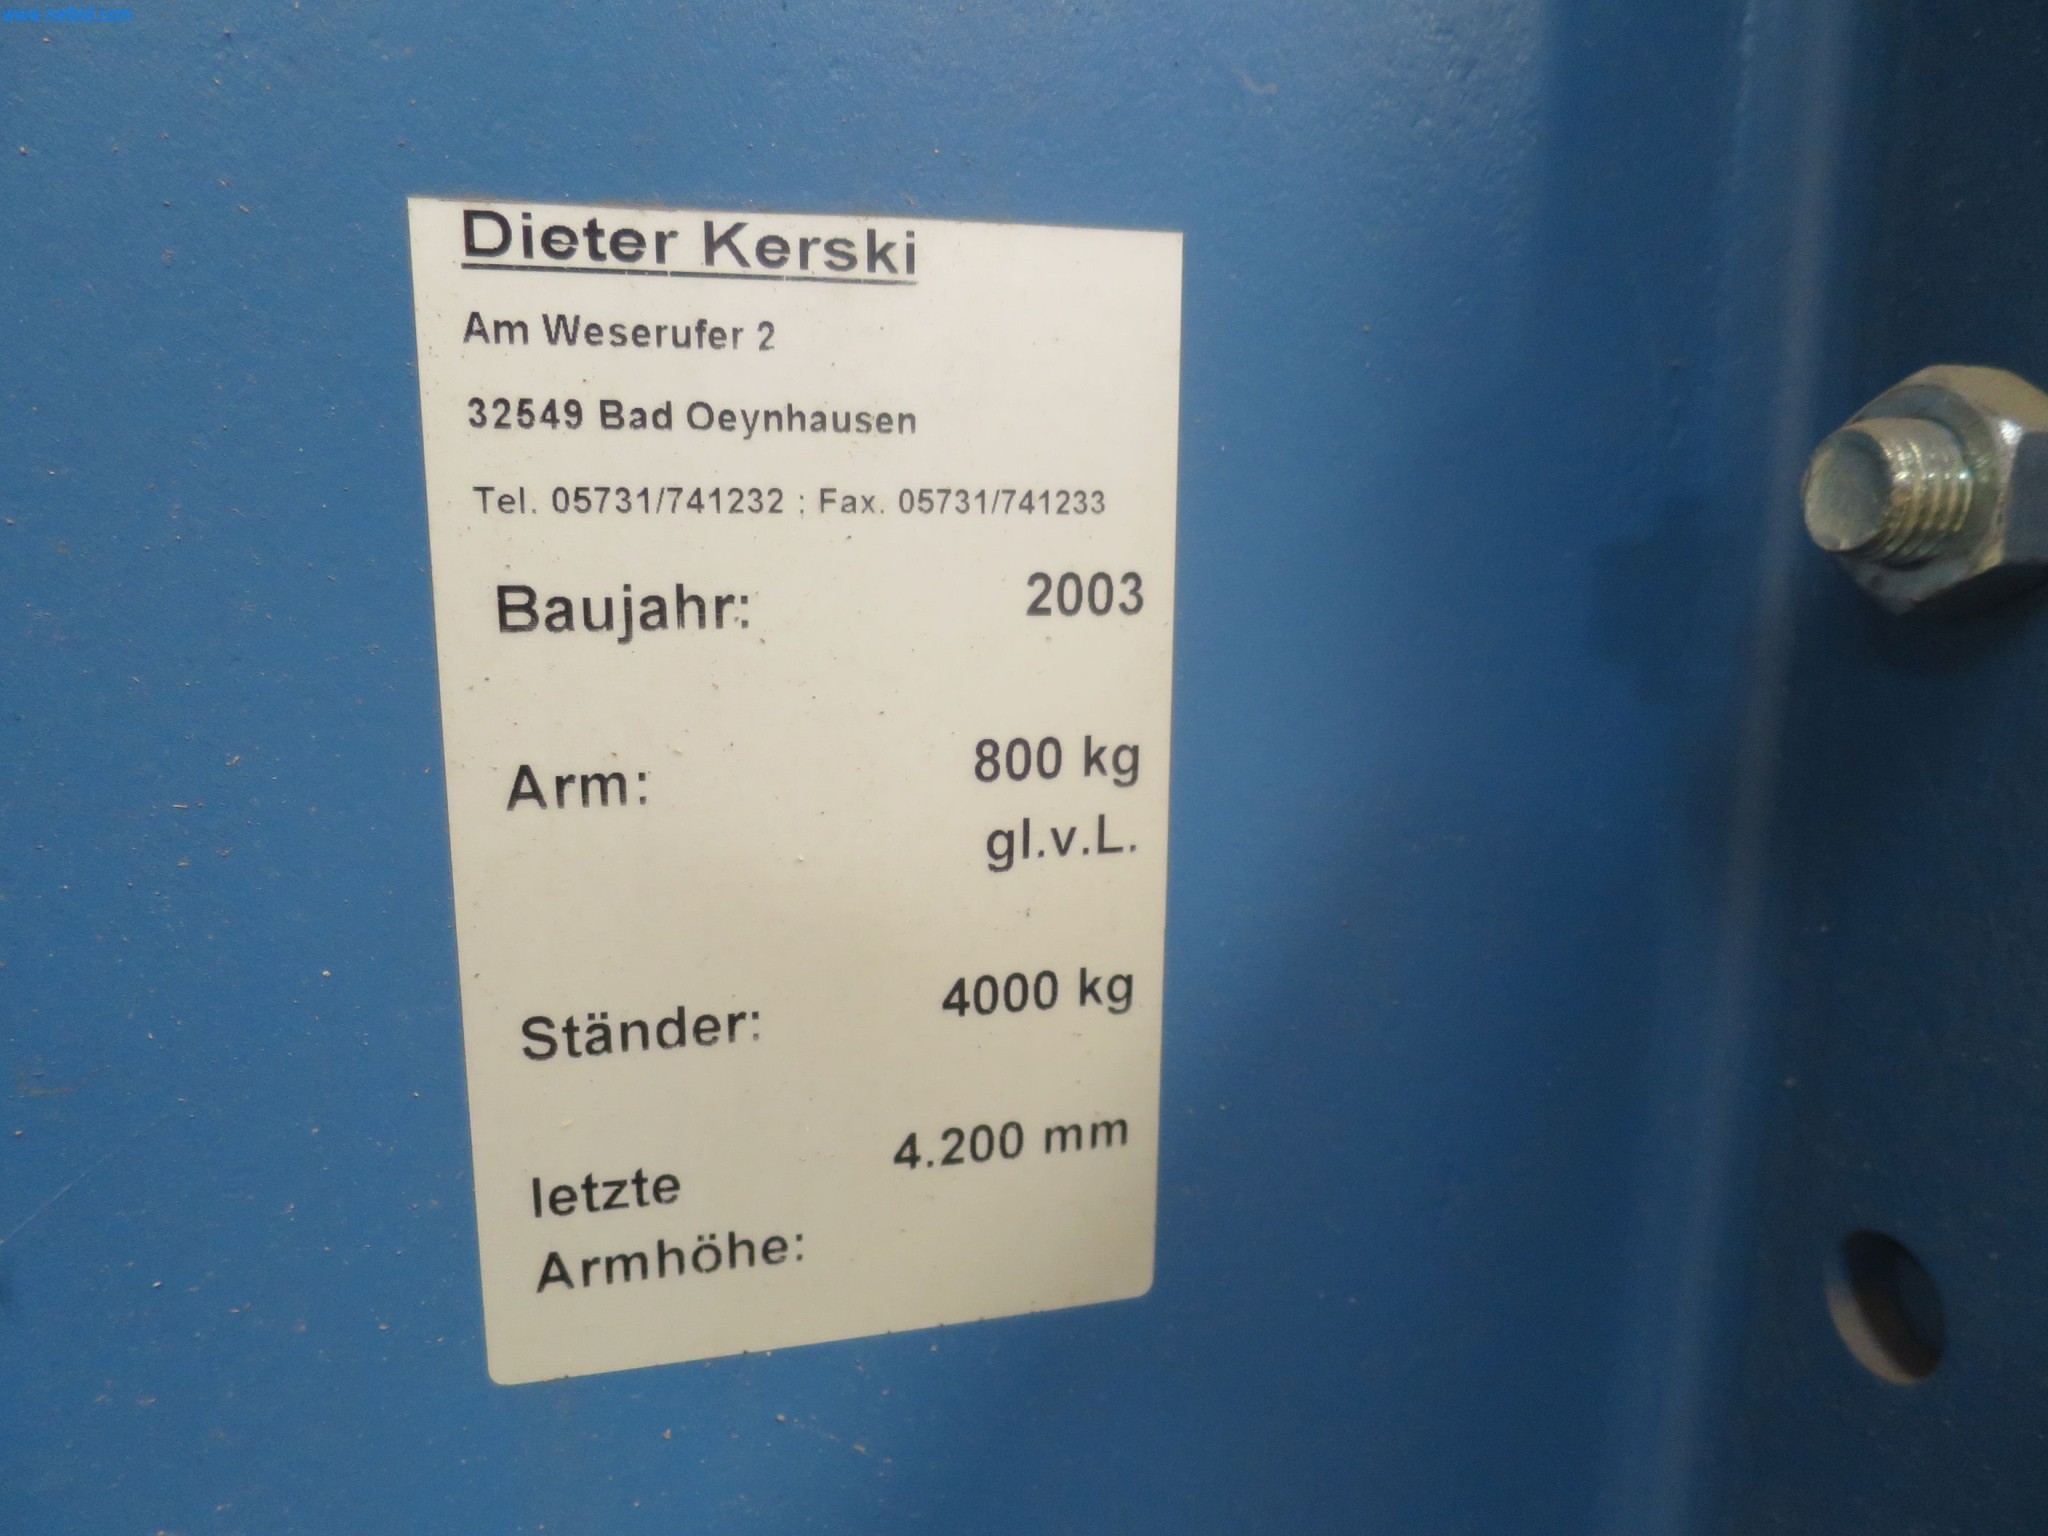 Dieter Kerski
Am Weserufer 2
32549 Bad Oeynhausen
Tel. 05731/741232 : Fax. 05731/741233
Baujahr: 2003
Arm: 800 kg
gl.v.L.
Ständer: 4000 kg
letzte 4.200 mm
Armhöhe: